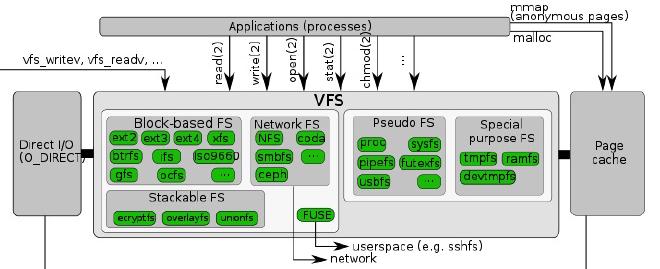 Applications (processes)
mmap
(anonymous pages)
malloc
vfs_writev, vfs_readv, ...
read(2)
write(2)
open(2)
stat(2)
chmod(2)
...
VFS
Direct I/O
(O_DIRECT)
Block-based FS
ext2 ext3 ext4 xfs
btrfs ifs iso9660
gfs ocfs ...
Network FS
NFS coda
smbfs ...
ceph
Pseudo FS
proc sysfs
pipefs futexfs
usbfs ...
Special
purpose FS
tmpfs ramfs
devtmpfs
Page
cache
Stackable FS
ecryptfs overlayfs unionfs
FUSE
userspace (e.g. sshfs)
network